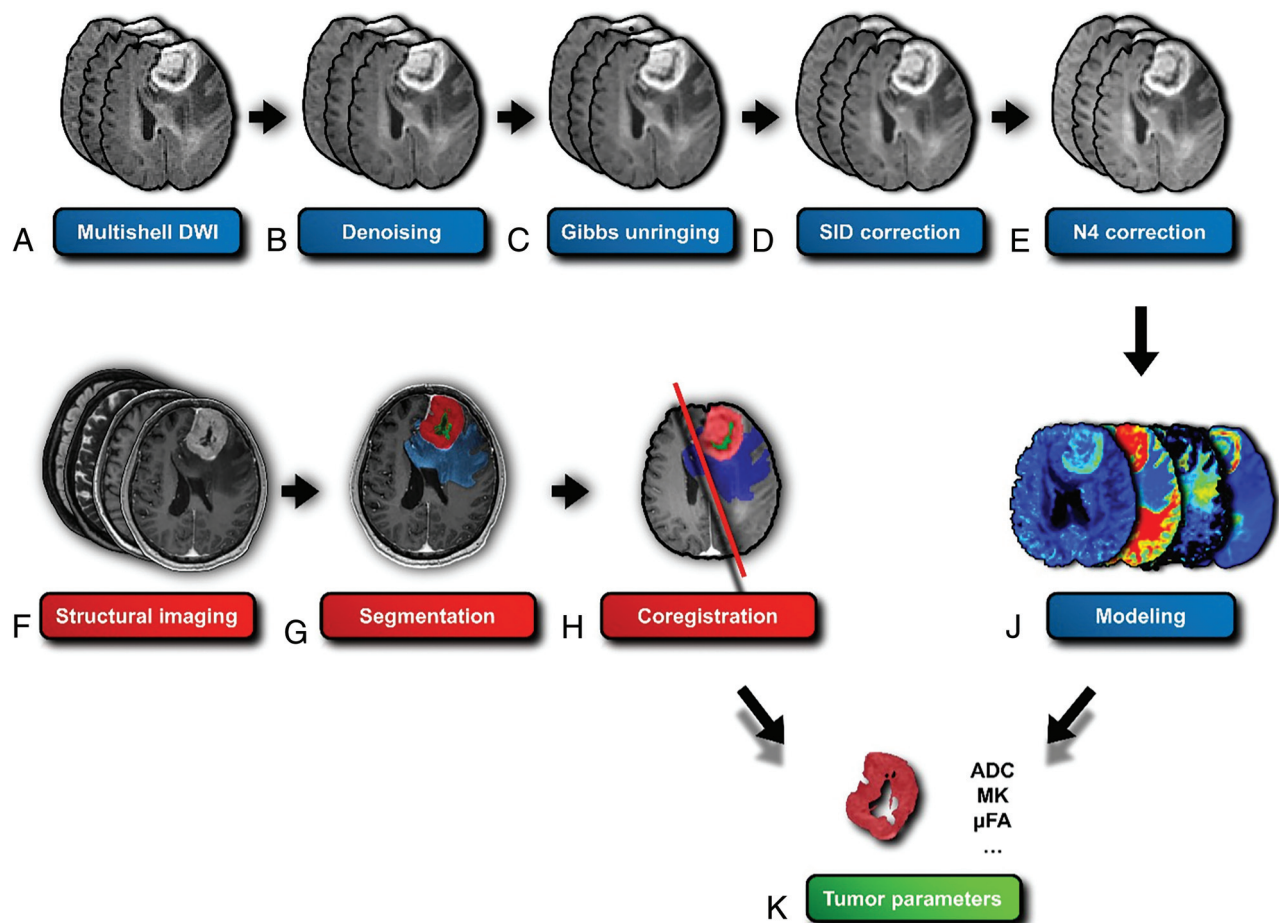 A Multishell DWI
B Denoising
C Gibbs unringing
D SID correction
E N4 correction
F Structural imaging
G Segmentation
H Coregistration
J Modeling
ADC
MK
µFA
...
K Tumor parameters